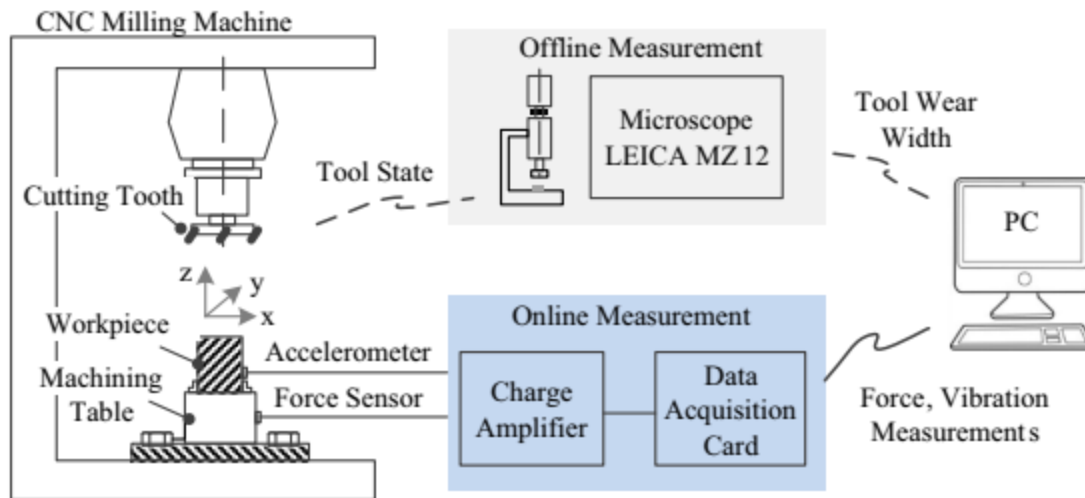 CNC Milling Machine
Cutting Tooth
Tool State
Offline Measurement
Microscope
LEICA MZ12
Tool Wear
Width
PC
z
y
x
Workpiece
Machining
Table
Accelerometer
Force Sensor
Online Measurement
Charge
Amplifier
Data
Acquisition
Card
Force, Vibration
Measurements